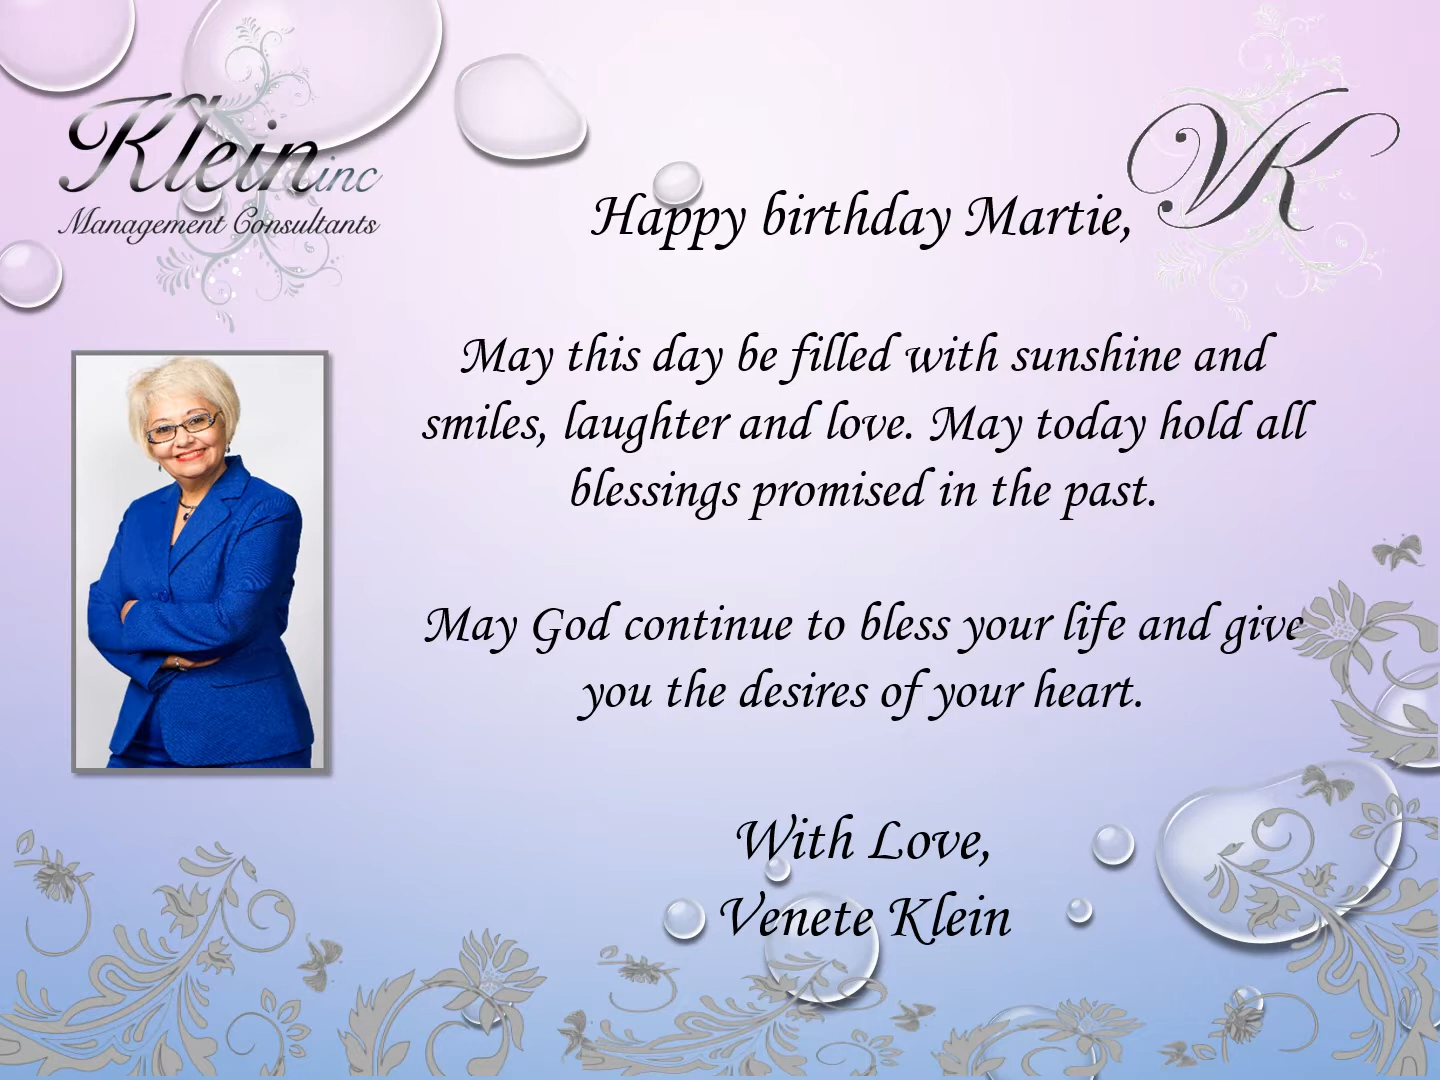 Klein inc
Management Consultants
VK
Happy birthday Martie,
May this day be filled with sunshine and
smiles, laughter and love. May today hold all
blessings promised in the past.
May God continue to bless your life and give
you the desires of your heart.
With Love,
Venete Klein